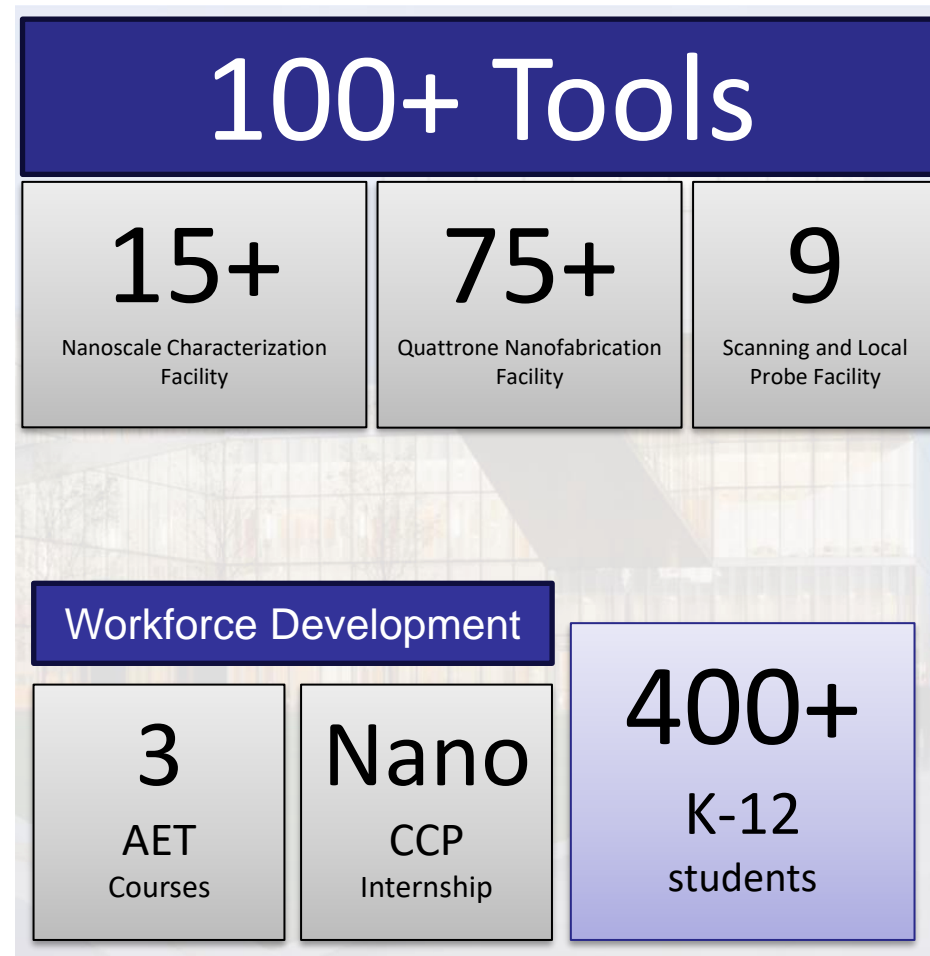 100+ Tools
15+
Nanoscale Characterization
Facility
75+
Quattrone Nanofabrication
Facility
9
Scanning and Local
Probe Facility
Workforce Development
3
AET
Courses
Nano
CCP
Internship
400+
K-12
students